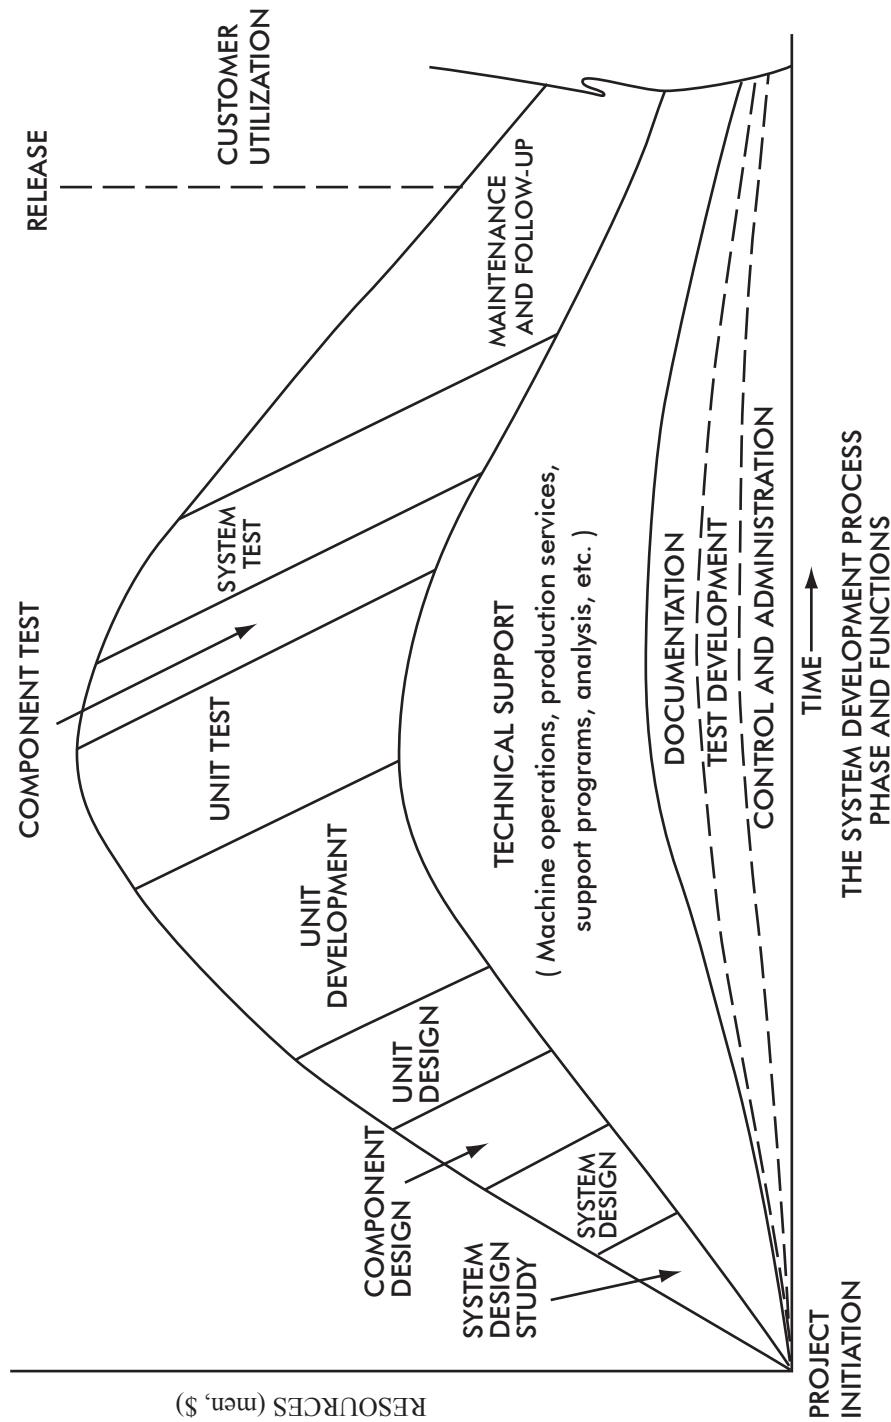 RESOURCES (men, $)
RELEASE
CUSTOMER
UTILIZATION
COMPONENT TEST
SYSTEM
TEST
UNIT TEST
MAINTENANCE
AND FOLLOW-UP
UNIT
DEVELOPMENT
UNIT
DESIGN
COMPONENT
DESIGN
SYSTEM
DESIGN
SYSTEM
DESIGN
STUDY
TECHNICAL SUPPORT
( Machine operations, production services,
support programs, analysis, etc. )
DOCUMENTATION
TEST DEVELOPMENT
CONTROL AND ADMINISTRATION
PROJECT
INITIATION
TIME
THE SYSTEM DEVELOPMENT PROCESS
PHASE AND FUNCTIONS